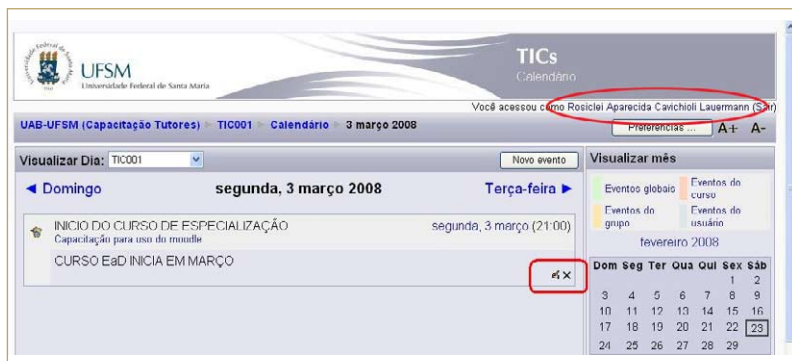 UFSM
Universidade Federal de Santa Maria
TICs
Calendário
Você acessou como Rosiclei Aparecida Cavichioli Lauermann (Sair)
UAB-UFSM (Capacitação Tutores) ► TIC001 ► Calendário ► 3 março 2008
Preferências ... A+ A-
Visualizar Dia: TIC001
Novo evento
◄ Domingo segunda, 3 março 2008 Terça-feira ►
INICIO DO CURSO DE ESPECIALIZAÇÃO segunda, 3 março (21:00)
Capacitação para uso do moodle
CURSO EaD INICIA EM MARÇO
Visualizar mês
Eventos globais
Eventos do
curso
Eventos do
grupo
Eventos do
usuário
fevereiro 2008
Dom Seg Ter Qua Qui Sex Sáb
1 2
3 4 5 6 7 8 9
10 11 12 13 14 15 16
17 18 19 20 21 22 23
24 25 26 27 28 29